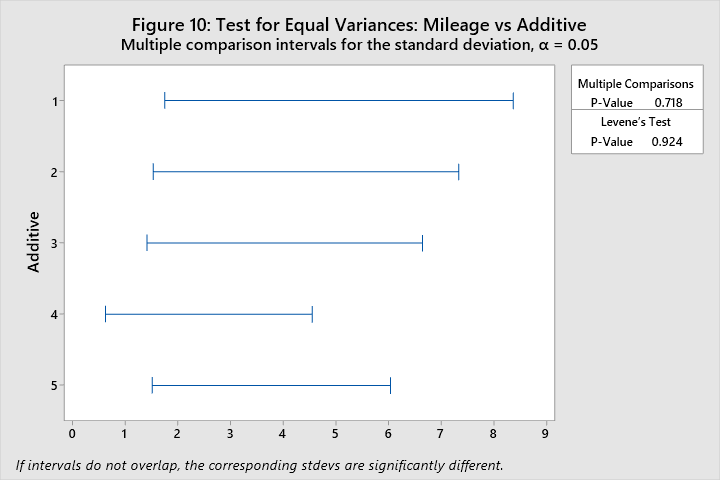 Figure 10: Test for Equal Variances: Mileage vs Additive
Multiple comparison intervals for the standard deviation, α = 0.05
Multiple Comparisons
P-Value 0.718
Levene's Test
P-Value 0.924
Additive
1
2
3
4
5
0 1 2 3 4 5 6 7 8 9
If intervals do not overlap, the corresponding stdevs are significantly different.